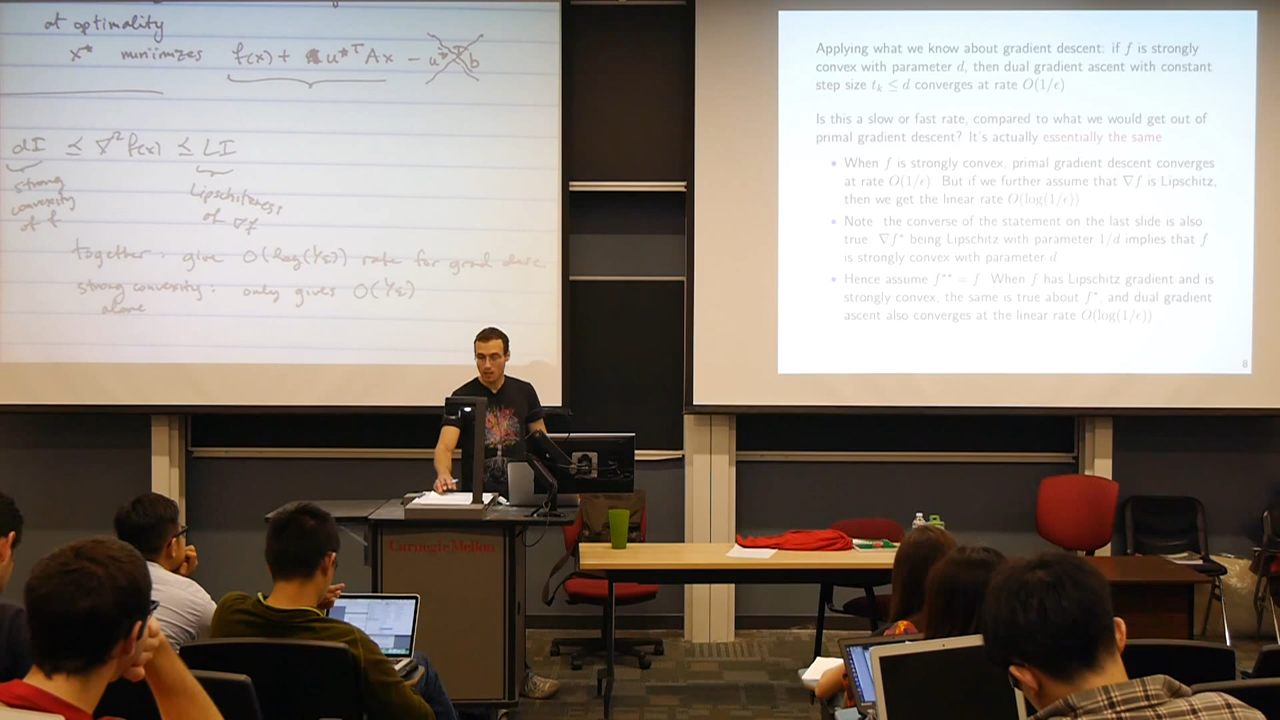 at optimality
x* minimizes f(x) + u*ᵀAx - u*ᵀb
dI ⪯ ∇²f(x) ⪯ LI
strong
convexity
of f
Lipschitzness
of ∇f
together: give O(log(1/ε)) rate for grad desc.
strong convexity: only gives O(1/ε)
alone
Applying what we know about gradient descent: if f is strongly
convex with parameter d, then dual gradient ascent with constant
step size tₖ ≤ d converges at rate O(1/ϵ)
Is this a slow or fast rate, compared to what we would get out of
primal gradient descent? It's actually essentially the same
• When f is strongly convex, primal gradient descent converges
at rate O(1/ϵ) But if we further assume that ∇f is Lipschitz,
then we get the linear rate O(log(1/ϵ))
• Note the converse of the statement on the last slide is also
true ∇f* being Lipschitz with parameter 1/d implies that f
is strongly convex with parameter d
• Hence assume f** = f When f has Lipschitz gradient and is
strongly convex, the same is true about f*, and dual gradient
ascent also converges at the linear rate O(log(1/ϵ))
8
Carnegie Mellon